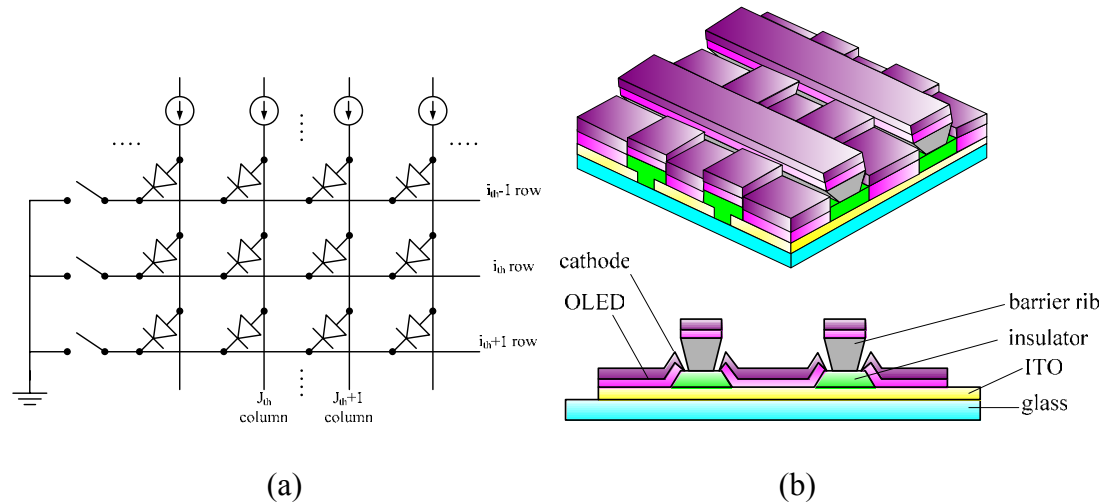 i_th-1 row
i_th row
i_th+1 row
J_th
column
J_th+1
column
(a)
cathode
OLED
barrier rib
insulator
ITO
glass
(b)